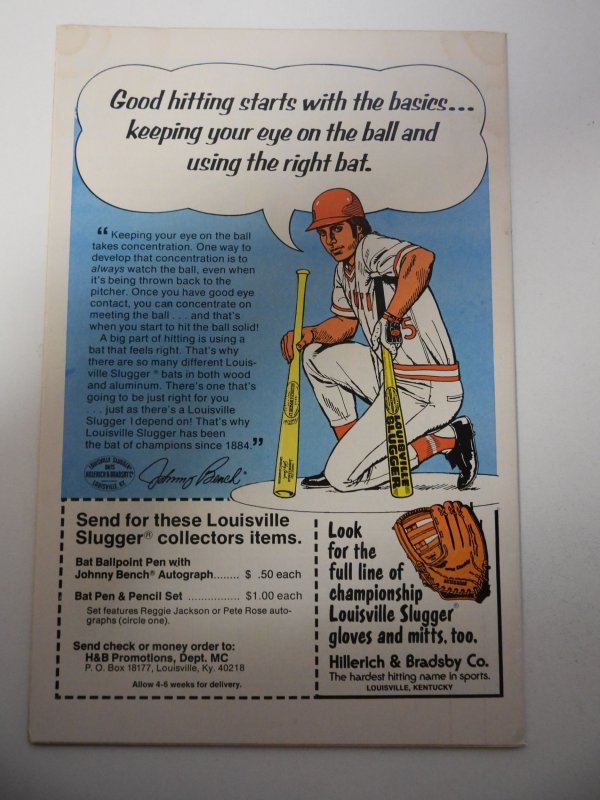 Good hitting starts with the basics...
keeping your eye on the ball and
using the right bat.
“ Keeping your eye on the ball
takes concentration. One way to
develop that concentration is to
always watch the ball, even when
it's being thrown back to the
pitcher. Once you have good eye
contact, you can concentrate on
meeting the ball . . . and that's
when you start to hit the ball solid!
A big part of hitting is using a
bat that feels right. That's why
there are so many different Louis-
ville Slugger ® bats in both wood
and aluminum. There's one that's
going to be just right for you
. . . just as there's a Louisville
Slugger I depend on! That's why
Louisville Slugger has been
the bat of champions since 1884.”
LOUISVILLE SLUGGER
HILLERICH & BRADSBY Co
LOUISVILLE, KY.
Johnny Bench
5
LOUISVILLE
SLUGGER
Send for these Louisville
Slugger® collectors items.
Bat Ballpoint Pen with
Johnny Bench® Autograph........ $ .50 each
Bat Pen & Pencil Set ................ $1.00 each
Set features Reggie Jackson or Pete Rose auto-
graphs (circle one).
Send check or money order to:
H&B Promotions, Dept. MC
P. O. Box 18177, Louisville, Ky. 40218
Allow 4-6 weeks for delivery.
Look
for the
full line of
championship
Louisville Slugger®
gloves and mitts, too.
Hillerich & Bradsby Co.
The hardest hitting name in sports.
LOUISVILLE, KENTUCKY